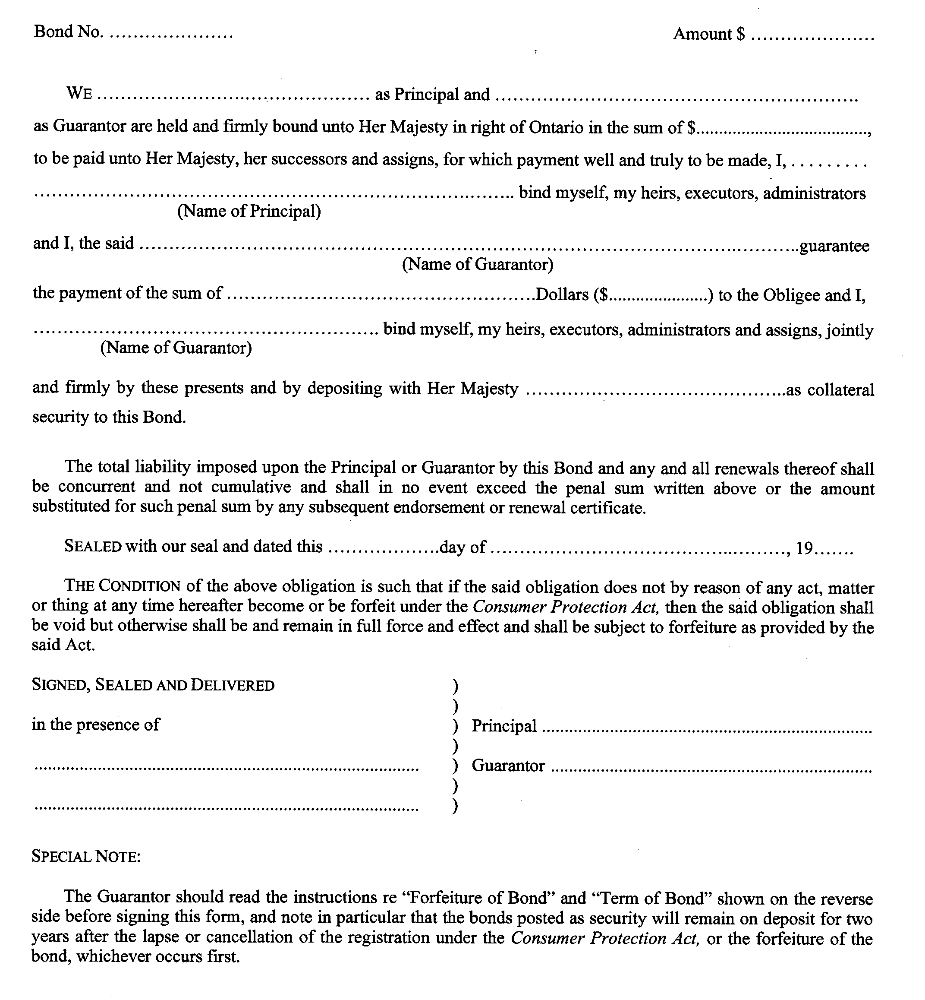 Bond No. ..................... Amount $ .....................
WE .............................................. as Principal and .............................................................
as Guarantor are held and firmly bound unto Her Majesty in right of Ontario in the sum of $......................................,
to be paid unto Her Majesty, her successors and assigns, for which payment well and truly to be made, I, ..........
................................................................................ bind myself, my heirs, executors, administrators
(Name of Principal)
and I, the said ..............................................................................................................guarantee
(Name of Guarantor)
the payment of the sum of ....................................................Dollars ($......................) to the Obligee and I,
.......................................................... bind myself, my heirs, executors, administrators and assigns, jointly
(Name of Guarantor)
and firmly by these presents and by depositing with Her Majesty ............................................as collateral
security to this Bond.
The total liability imposed upon the Principal or Guarantor by this Bond and any and all renewals thereof shall
be concurrent and not cumulative and shall in no event exceed the penal sum written above or the amount
substituted for such penal sum by any subsequent endorsement or renewal certificate.
SEALED with our seal and dated this ...................day of .................................................., 19.......
THE CONDITION of the above obligation is such that if the said obligation does not by reason of any act, matter
or thing at any time hereafter become or be forfeit under the Consumer Protection Act, then the said obligation shall
be void but otherwise shall be and remain in full force and effect and shall be subject to forfeiture as provided by the
said Act.
SIGNED, SEALED AND DELIVERED )
)
in the presence of ) Principal ..........................................................................
)
...................................................................................... ) Guarantor ........................................................................
)
...................................................................................... )
SPECIAL NOTE:
The Guarantor should read the instructions re “Forfeiture of Bond” and “Term of Bond” shown on the reverse
side before signing this form, and note in particular that the bonds posted as security will remain on deposit for two
years after the lapse or cancellation of the registration under the Consumer Protection Act, or the forfeiture of the
bond, whichever occurs first.